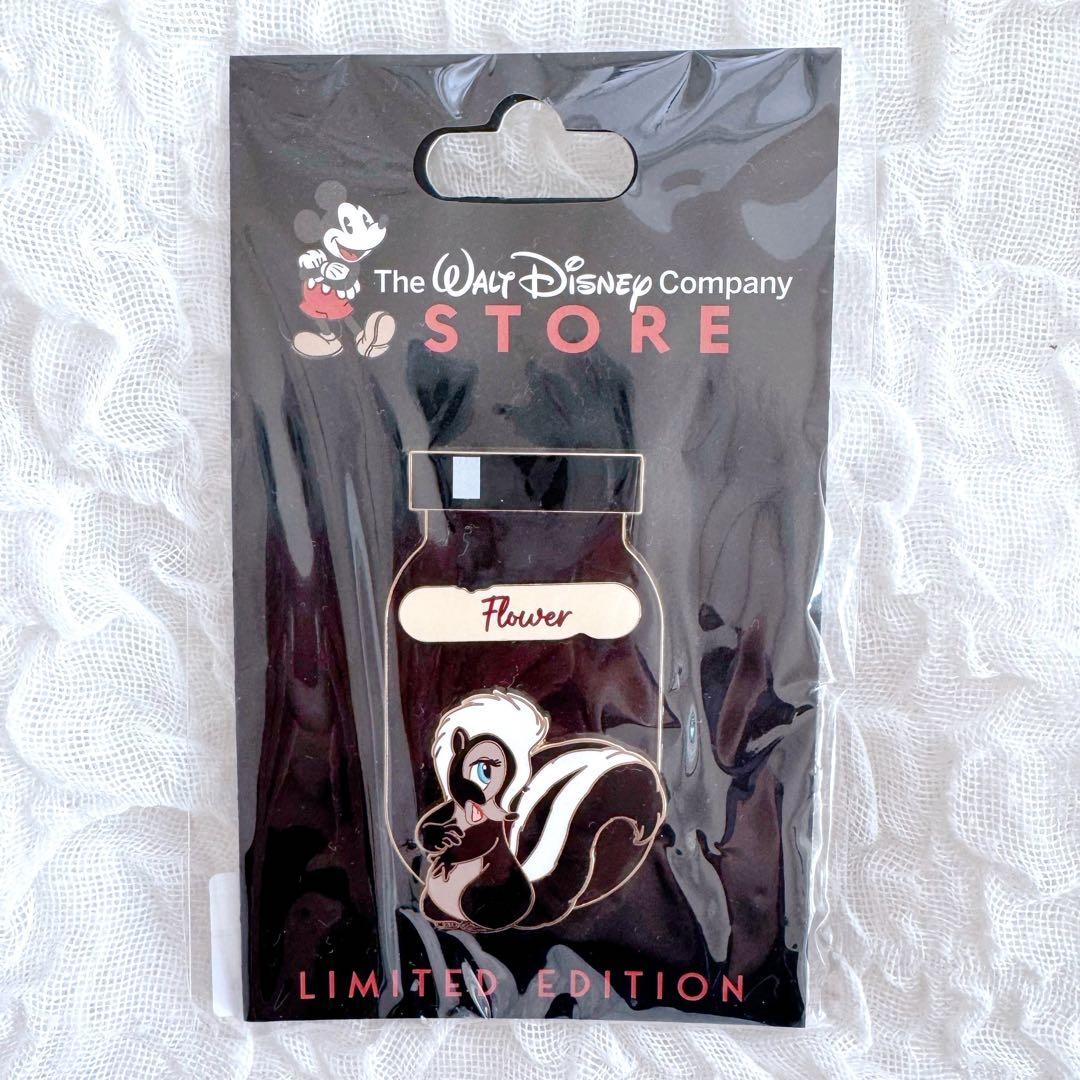 The WALT DISNEY Company
STORE
Flower
LIMITED EDITION